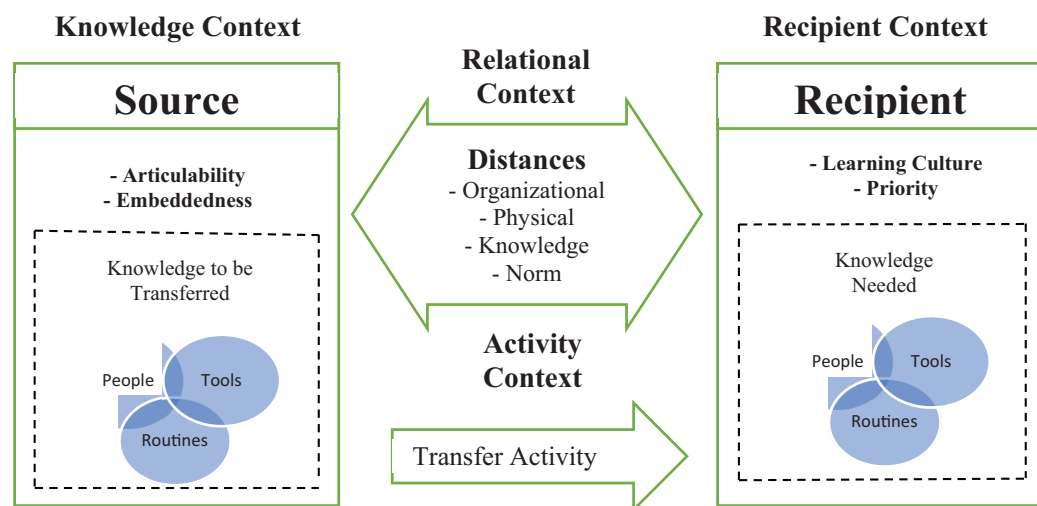 Knowledge Context
Source
- Articulability
- Embeddedness
Knowledge to be
Transferred
People
Tools
Routines
Relational
Context
Distances
- Organizational
- Physical
- Knowledge
- Norm
Activity
Context
Transfer Activity
Recipient Context
Recipient
- Learning Culture
- Priority
Knowledge
Needed
People
Tools
Routines